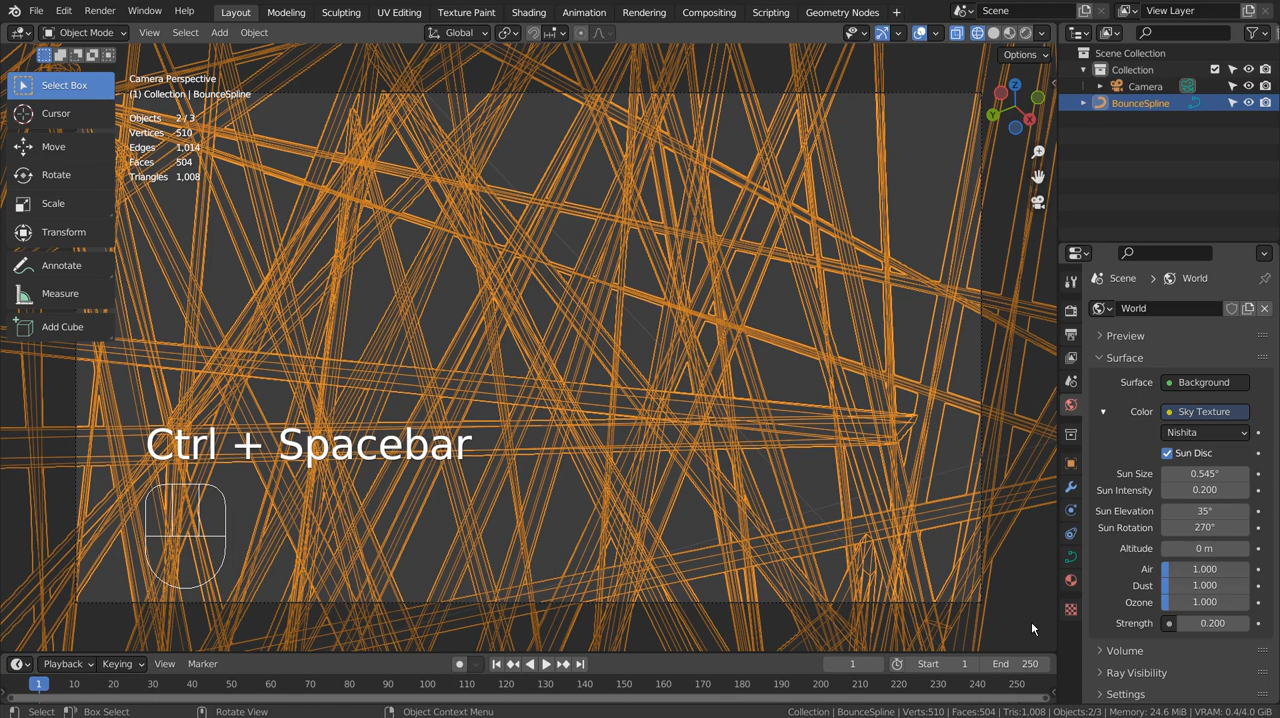 File Edit Render Window Help Layout Modeling Sculpting UV Editing Texture Paint Shading Animation Rendering Compositing Scripting Geometry Nodes + Scene View Layer
Object Mode View Select Add Object Global
Options
Select Box
Cursor
Move
Rotate
Scale
Transform
Annotate
Measure
Add Cube
Camera Perspective
(1) Collection | BounceSpline
Objects 2 / 3
Vertices 510
Edges 1,014
Faces 504
Triangles 1,008
Z
Y
X
Ctrl + Spacebar
Scene Collection
Collection
Camera
BounceSpline
Scene > World
World
Preview
Surface
Surface Background
Color Sky Texture
Nishita
Sun Disc
Sun Size 0.545°
Sun Intensity 0.200
Sun Elevation 35°
Sun Rotation 270°
Altitude 0 m
Air 1.000
Dust 1.000
Ozone 1.000
Strength 0.200
Volume
Ray Visibility
Settings
Playback Keying View Marker 1 Start 1 End 250
1 10 20 30 40 50 60 70 80 90 100 110 120 130 140 150 160 170 180 190 200 210 220 230 240 250
Select Box Select Rotate View Object Context Menu Collection | BounceSpline | Verts:510 | Faces:504 | Tris:1,008 | Objects:2/3 | Memory: 24.6 MiB | VRAM: 0.4/4.0 GiB